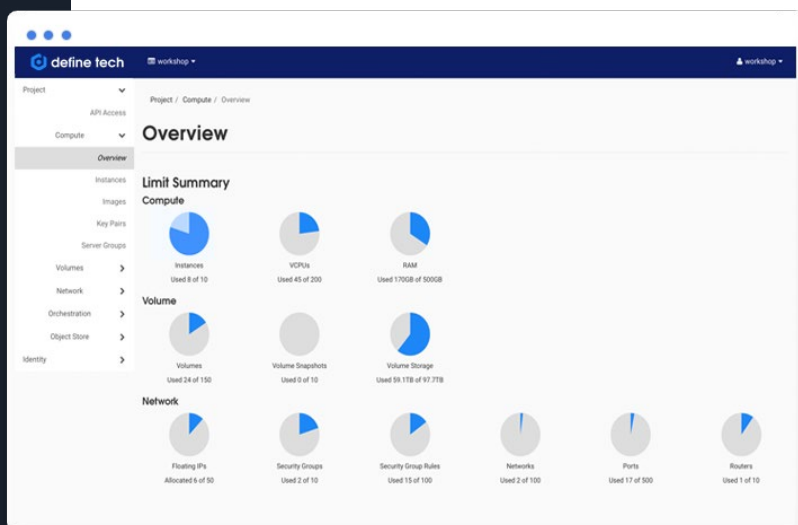 define tech
workshop
workshop
Project
API Access
Compute
Overview
Instances
Images
Key Pairs
Server Groups
Volumes
Network
Orchestration
Object Store
Identity
Project / Compute / Overview
Overview
Limit Summary
Compute
Instances
Used 8 of 10
VCPUs
Used 45 of 200
RAM
Used 170GB of 500GB
Volume
Volumes
Used 24 of 150
Volume Snapshots
Used 0 of 10
Volume Storage
Used 59.1TB of 97.7TB
Network
Floating IPs
Allocated 6 of 50
Security Groups
Used 2 of 10
Security Group Rules
Used 15 of 100
Networks
Used 2 of 100
Ports
Used 17 of 500
Routers
Used 1 of 10